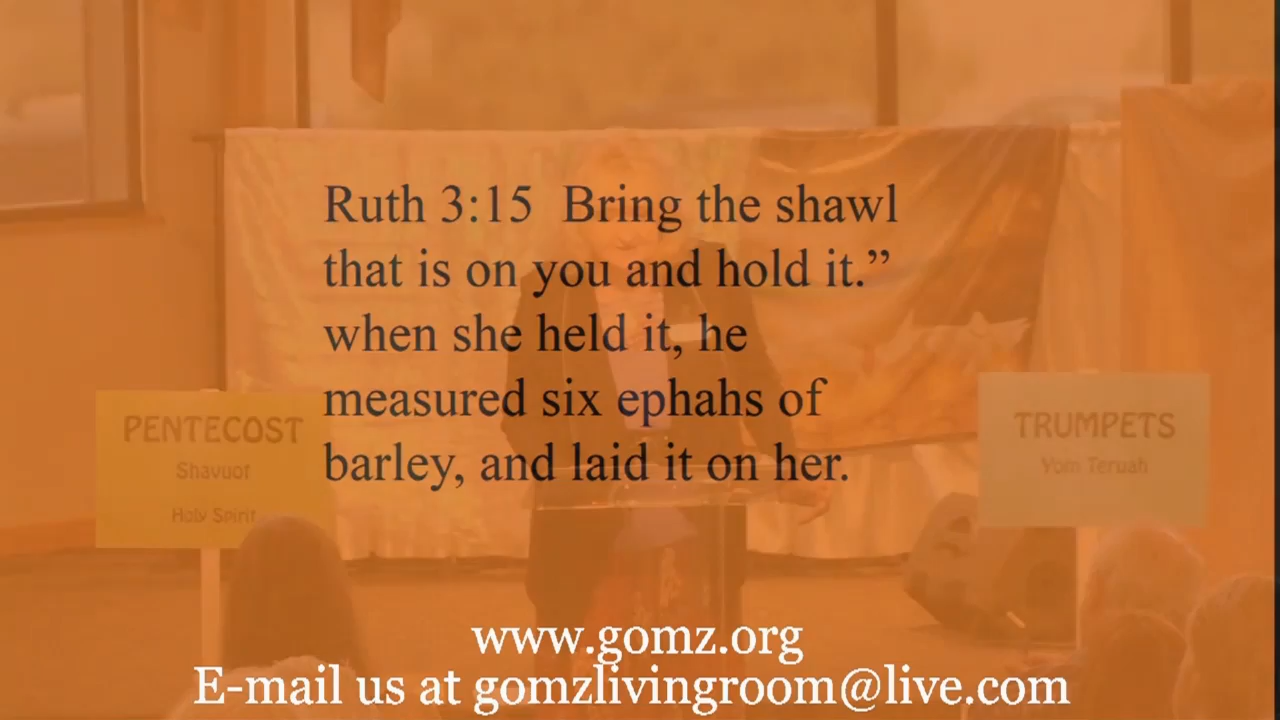 Ruth 3:15  Bring the shawl
that is on you and hold it.”
when she held it, he
measured six ephahs of
barley, and laid it on her.
PENTECOST
Shavuot
Holy Spirit
TRUMPETS
Yom Teruah
www.gomz.org
E-mail us at gomzlivingroom@live.com